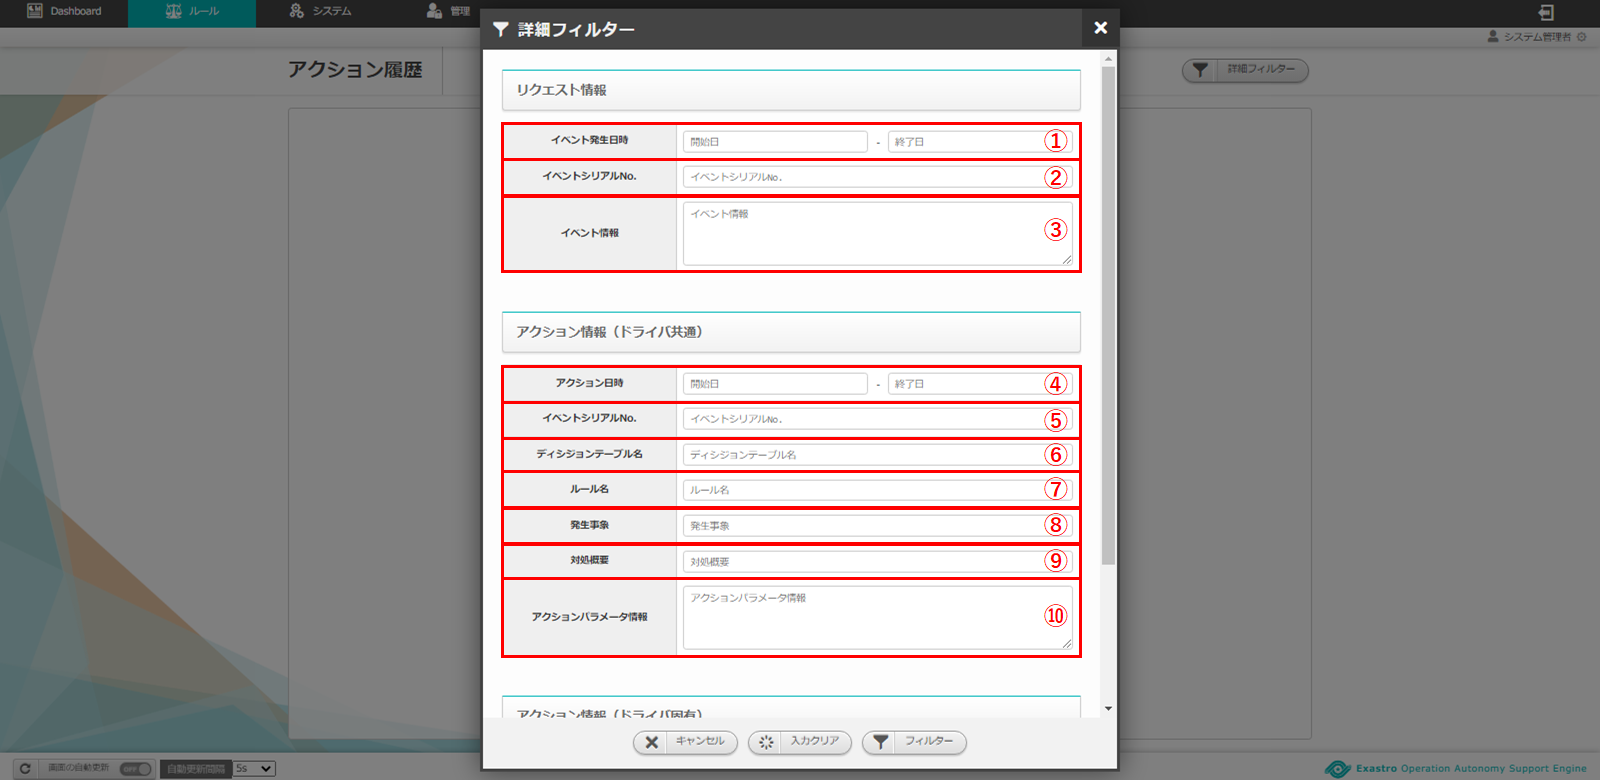 Dashboard
ルール
システム
管理
システム管理者
アクション履歴
詳細フィルター
詳細フィルター
リクエスト情報
イベント発生日時 開始日 - 終了日 ①
イベントシリアルNo. イベントシリアルNo. ②
イベント情報 イベント情報 ③
アクション情報（ドライバ共通）
アクション日時 開始日 - 終了日 ④
イベントシリアルNo. イベントシリアルNo. ⑤
ディシジョンテーブル名 ディシジョンテーブル名 ⑥
ルール名 ルール名 ⑦
発生事象 発生事象 ⑧
対処概要 対処概要 ⑨
アクションパラメータ情報 アクションパラメータ情報 ⑩
アクション情報（ドライバ固有）
キャンセル
入力クリア
フィルター
画面の自動更新 OFF
自動更新間隔 5s
Exastro Operation Autonomy Support Engine